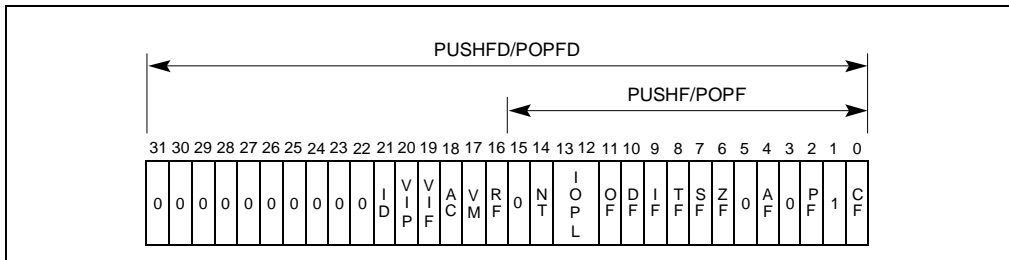 PUSHFD/POPFD
PUSHF/POPF
31 30 29 28 27 26 25 24 23 22 21 20 19 18 17 16 15 14 13 12 11 10 9 8 7 6 5 4 3 2 1 0
0 0 0 0 0 0 0 0 0 0 ID VIP VIF AC VM RF 0 NT IOPL OF DF IF TF SF ZF 0 AF 0 PF 1 CF